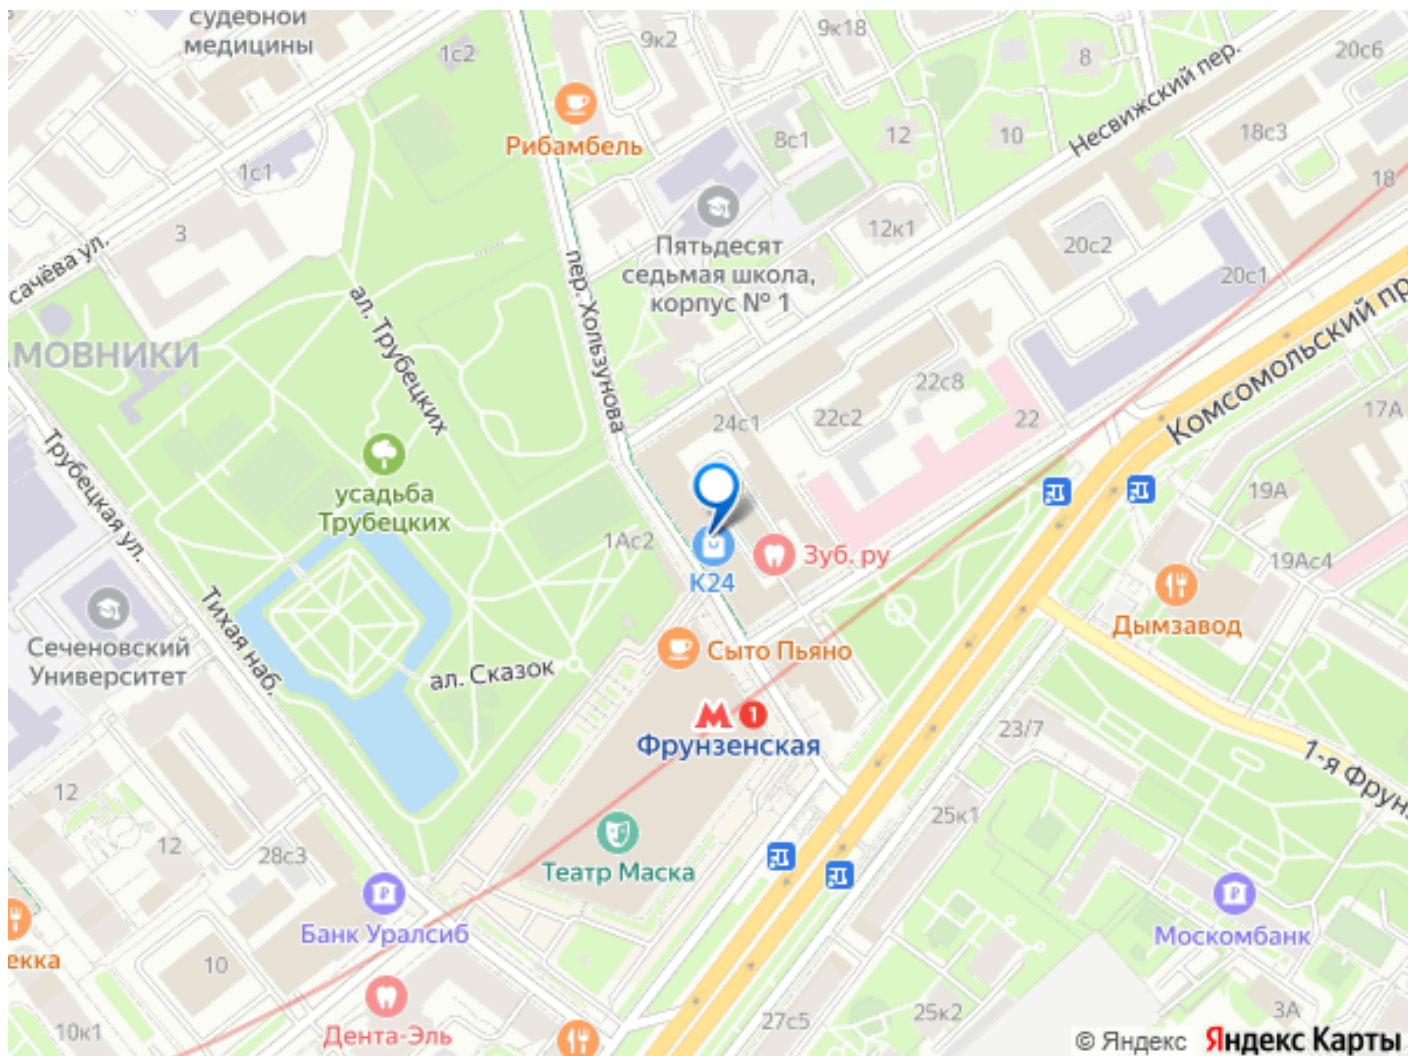 судебной
медицины
1с2
9к2
9к18
8
20с6
Несвижский пер.
Рибамбель
8с1
12
10
18с3
18
1с1
3
Пятьдесят
седьмая школа,
корпус № 1
12к1
20с2
20с1
сачёва ул.
МОВНИКИ
ал. Трубецких
пер. Хользунова
Комсомольский пр
22с8
24с1
22с2
22
17А
Трубецкая ул.
усадьба
Трубецких
1Ас2
К24
Зуб. ру
19А
19Ас4
Дымзавод
Сеченовский
Университет
Тихая наб.
ал. Сказок
Сыто Пьяно
1
Фрунзенская
23/7
1-я Фрун
12
12
28с3
Театр Маска
25к1
Банк Уралсиб
Москомбанк
екка
10
10к1
Дента-Эль
27с5
25к2
3А
© Яндекс Яндекс Карты